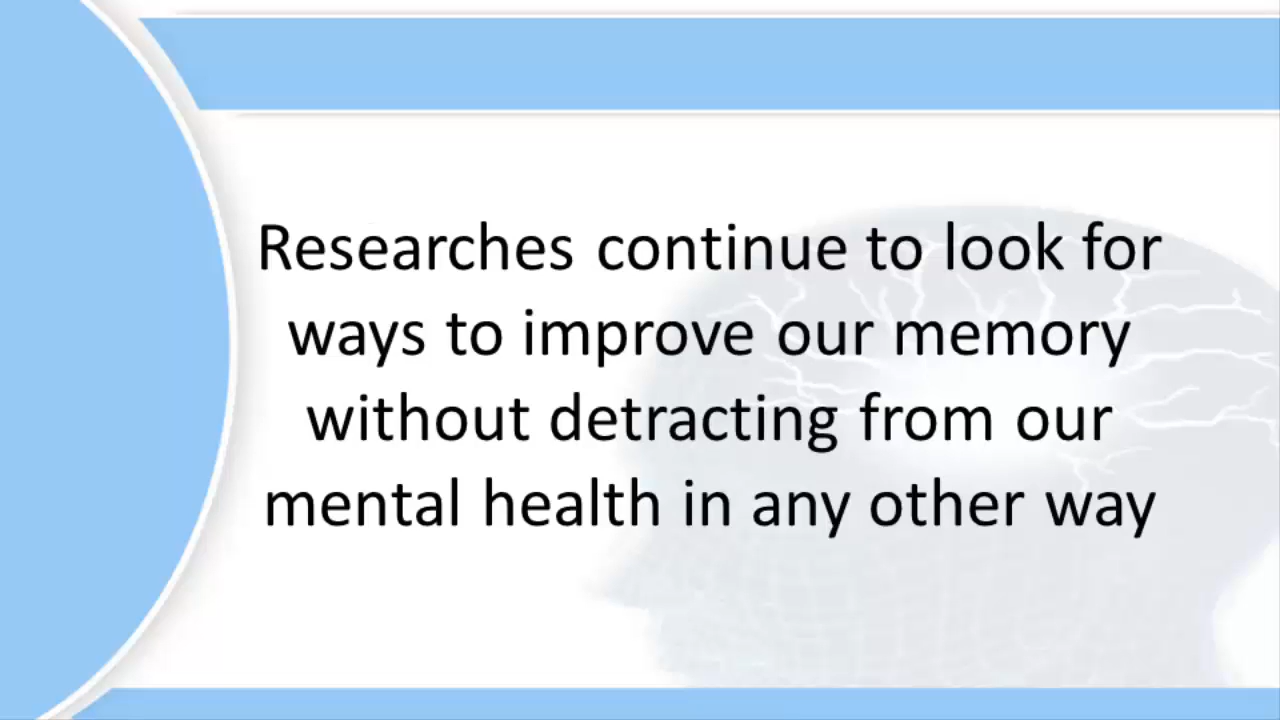 Researches continue to look for
ways to improve our memory
without detracting from our
mental health in any other way